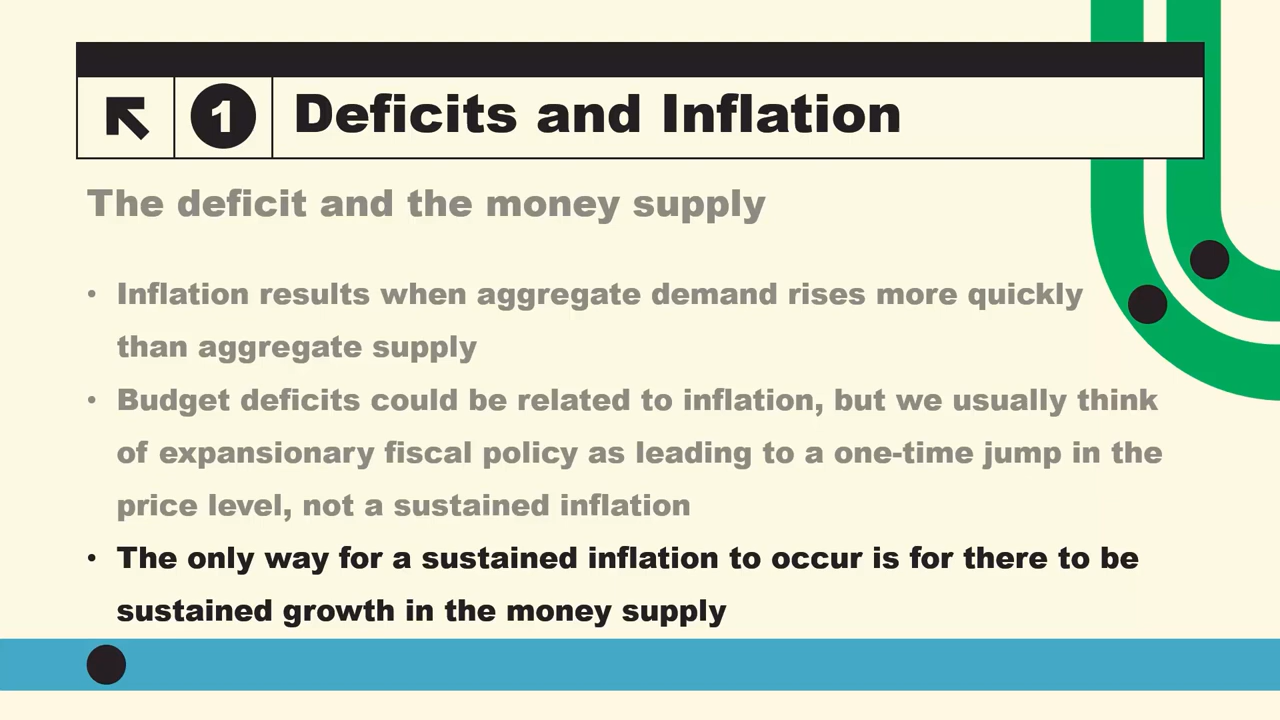 1 Deficits and Inflation
The deficit and the money supply
• Inflation results when aggregate demand rises more quickly
than aggregate supply
• Budget deficits could be related to inflation, but we usually think
of expansionary fiscal policy as leading to a one-time jump in the
price level, not a sustained inflation
• The only way for a sustained inflation to occur is for there to be
sustained growth in the money supply